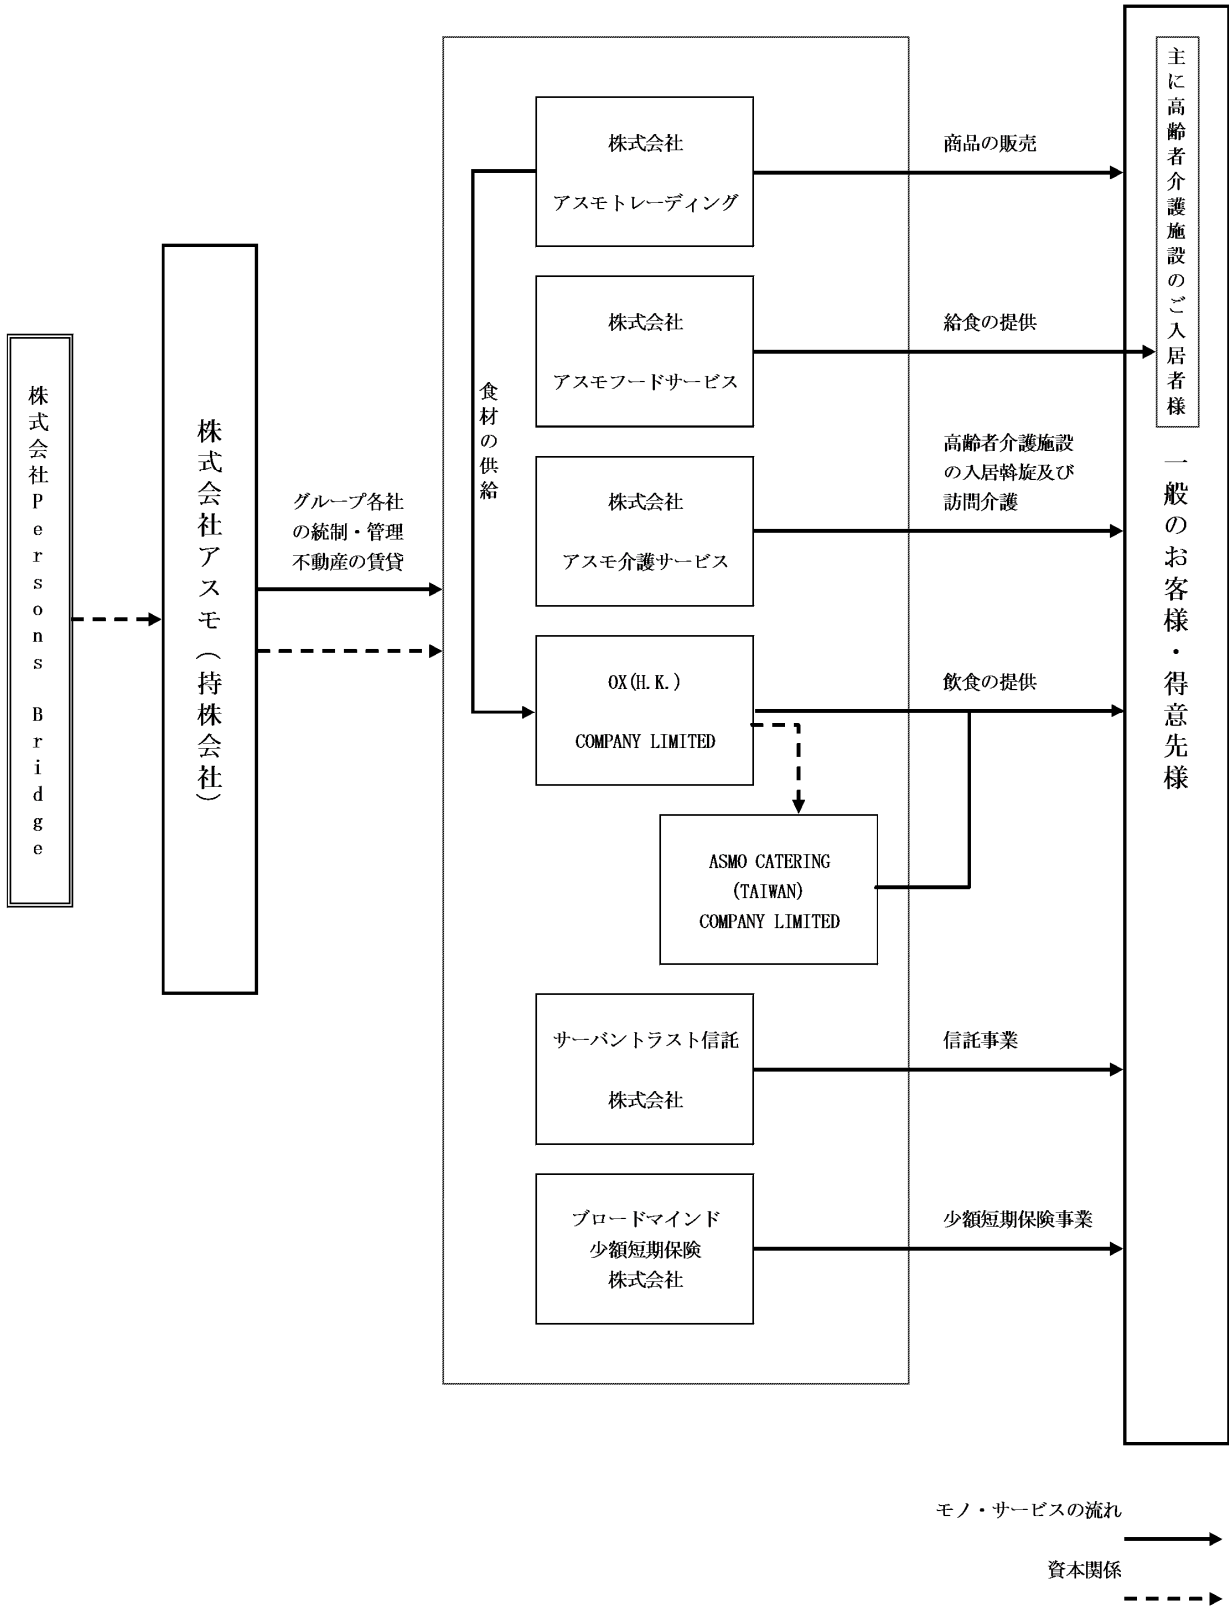 株式会社Persons Bridge
株式会社アスモ（持株会社）
グループ各社
の統制・管理
不動産の賃貸
食材の供給
株式会社
アスモトレーディング
商品の販売
株式会社
アスモフードサービス
給食の提供
株式会社
アスモ介護サービス
高齢者介護施設
の入居斡旋及び
訪問介護
OX(H.K.)
COMPANY LIMITED
飲食の提供
ASMO CATERING
(TAIWAN)
COMPANY LIMITED
サーバントラスト信託
株式会社
信託事業
ブロードマインド
少額短期保険
株式会社
少額短期保険事業
主に高齢者介護施設のご入居者様
一般のお客様・得意先様
モノ・サービスの流れ
資本関係